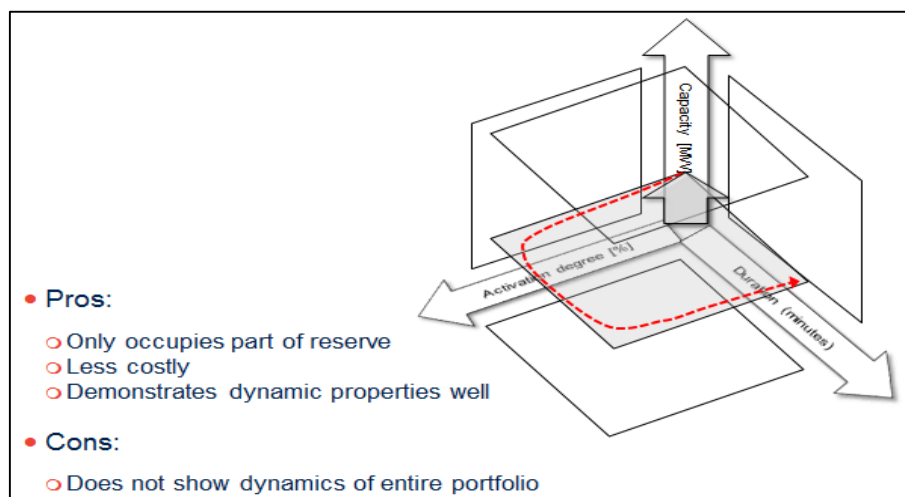 Capacity [MW]
Activation degree [%]
Duration (minutes)
• Pros:
Only occupies part of reserve
Less costly
Demonstrates dynamic properties well
• Cons:
Does not show dynamics of entire portfolio